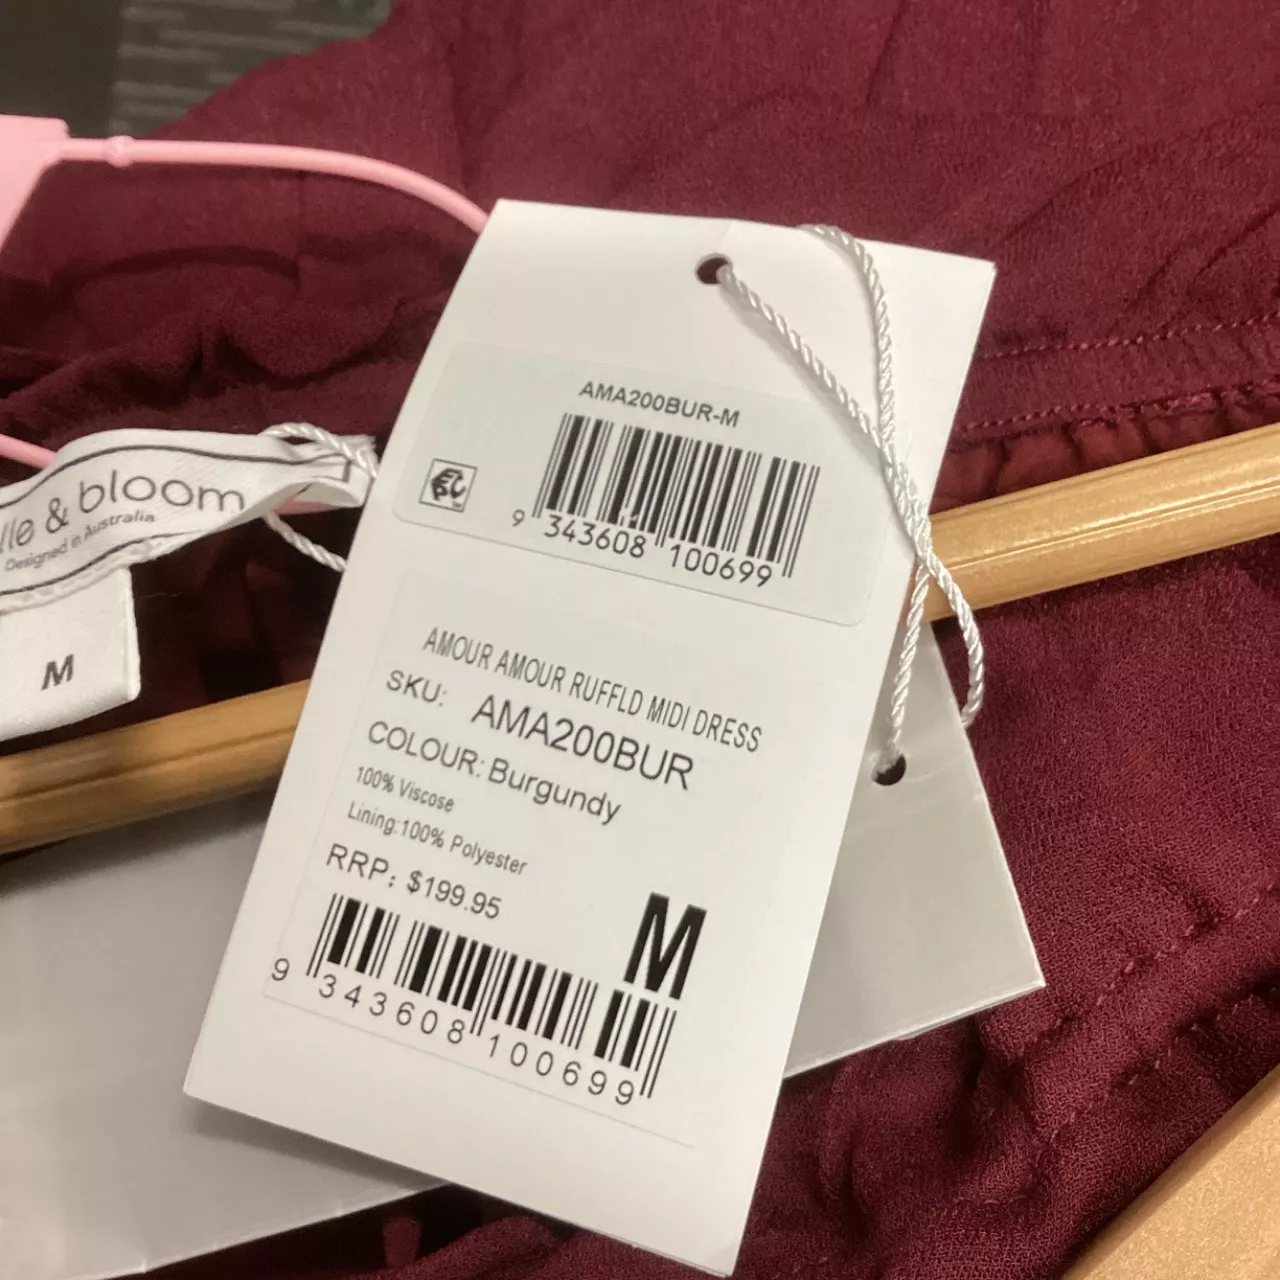 AMA200BUR-M
EPC
9 343608 100699
lle & bloom
Designed in Australia
M
AMOUR AMOUR RUFFLD MIDI DRESS
SKU: AMA200BUR
COLOUR: Burgundy
100% Viscose
Lining:100% Polyester
RRP: $199.95
M
9 343608 100699